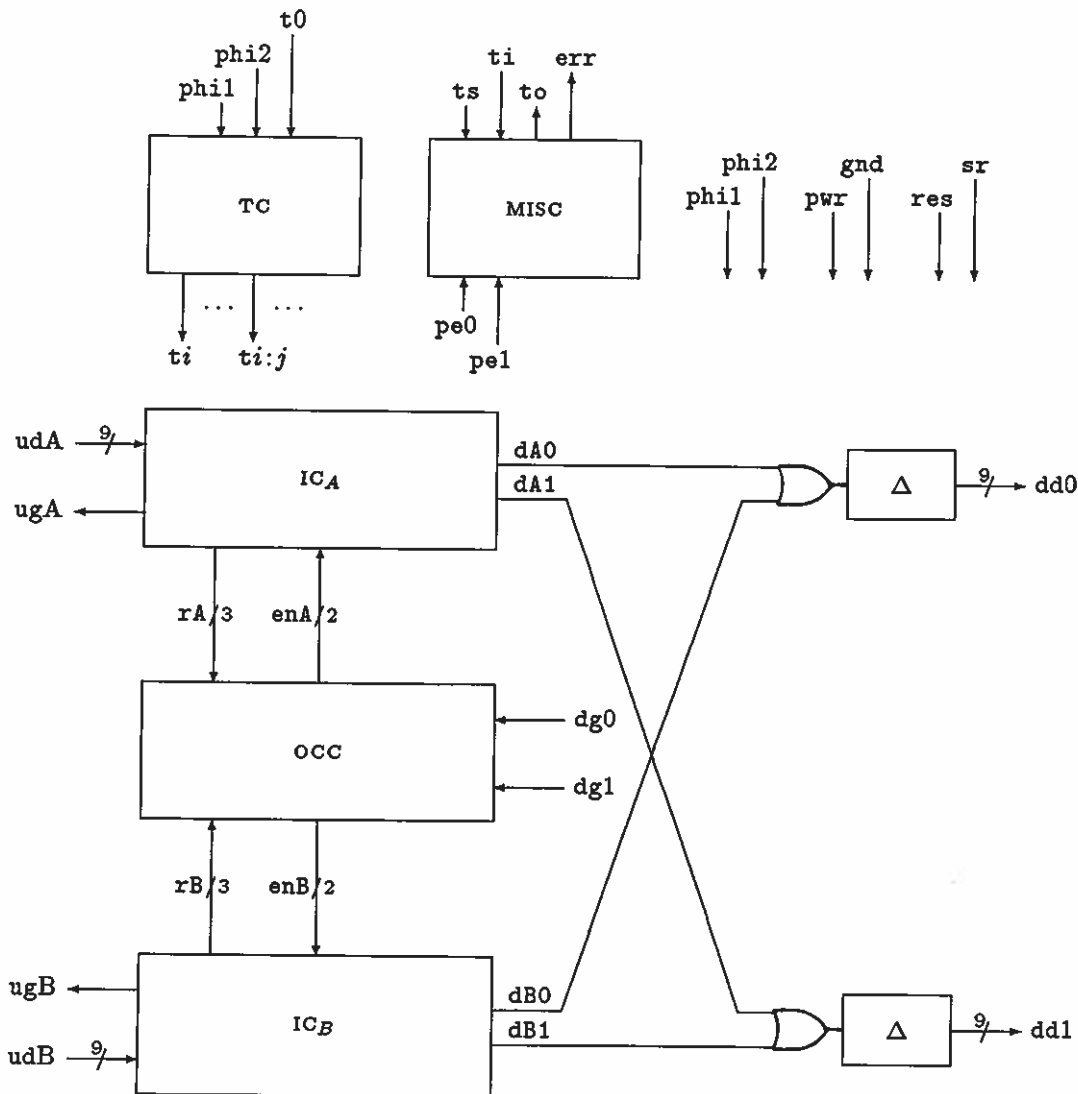 t0
phi2
phi1
TC
... ...
ti ti:j
ti err
ts to
MISC
pe0
pe1
phi2 gnd sr
phi1 pwr res
udA 9
ugA
IC_A
dA0
dA1
Δ 9 dd0
rA 3 enA 2
OCC
dg0
dg1
rB 3 enB 2
ugB
udB 9
IC_B
dB0
dB1
Δ 9 dd1